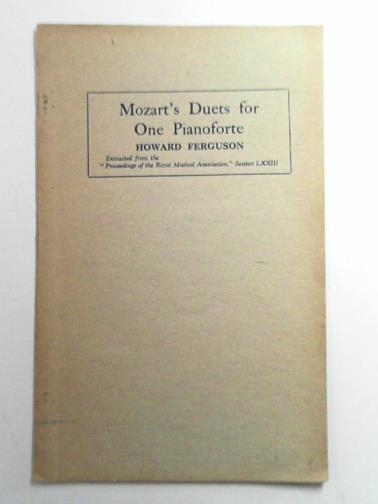 Mozart's Duets for
One Pianoforte
HOWARD FERGUSON
Extracted from the
"Proceedings of the Royal Musical Association," Session LXXIII